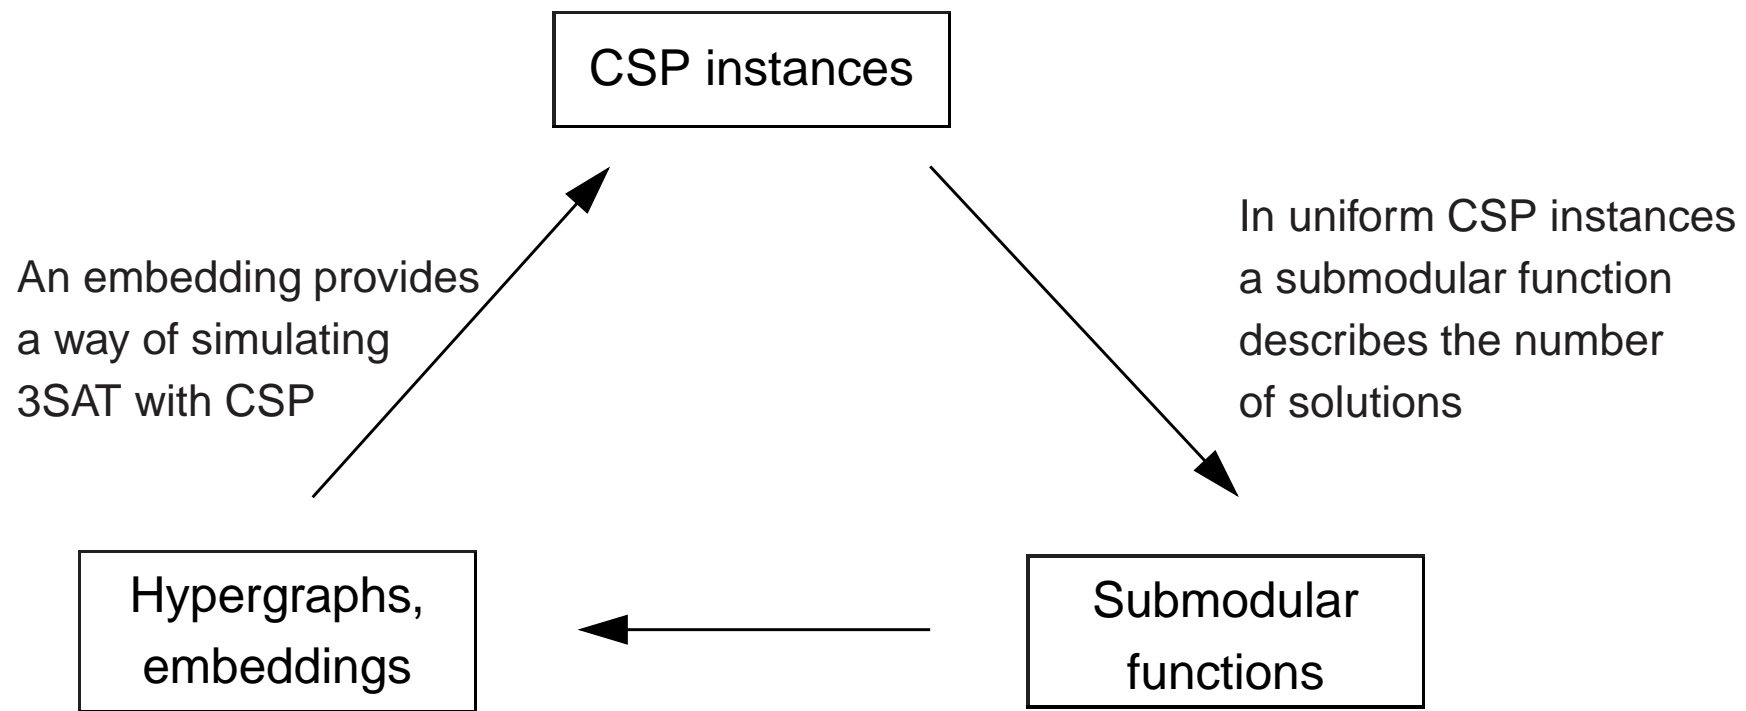 CSP instances
An embedding provides
a way of simulating
3SAT with CSP
In uniform CSP instances
a submodular function
describes the number
of solutions
Hypergraphs,
embeddings
Submodular
functions